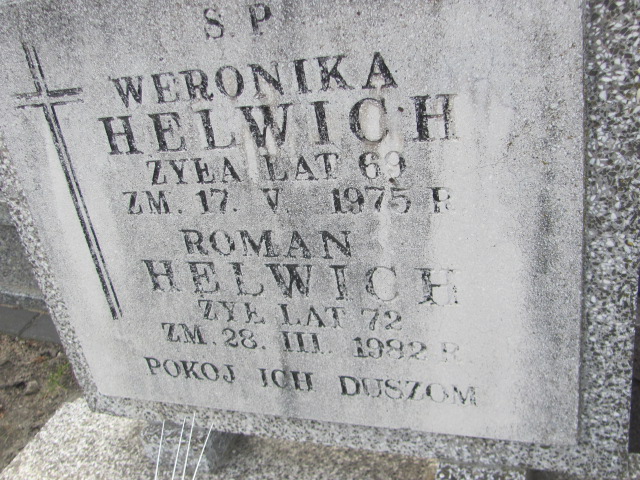 Ś. P.
WERONIKA
HELWICH
ŻYŁA LAT 69
ZM. 17. V. 1975 R.
ROMAN
HELWICH
ŻYŁ LAT 72
ZM. 28. III. 1982 R.
POKÓJ ICH DUSZOM